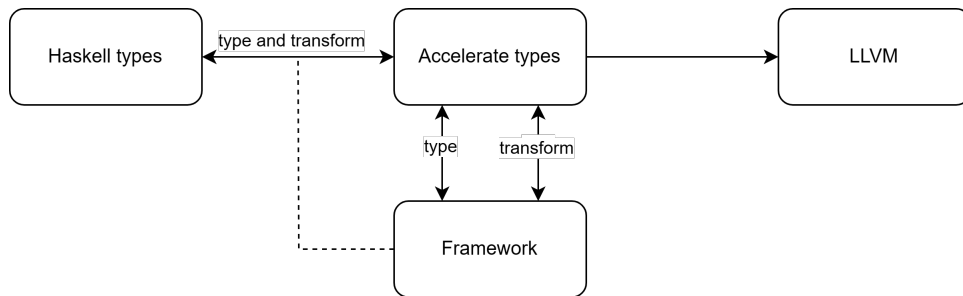 Haskell types
type and transform
Accelerate types
LLVM
type
transform
Framework